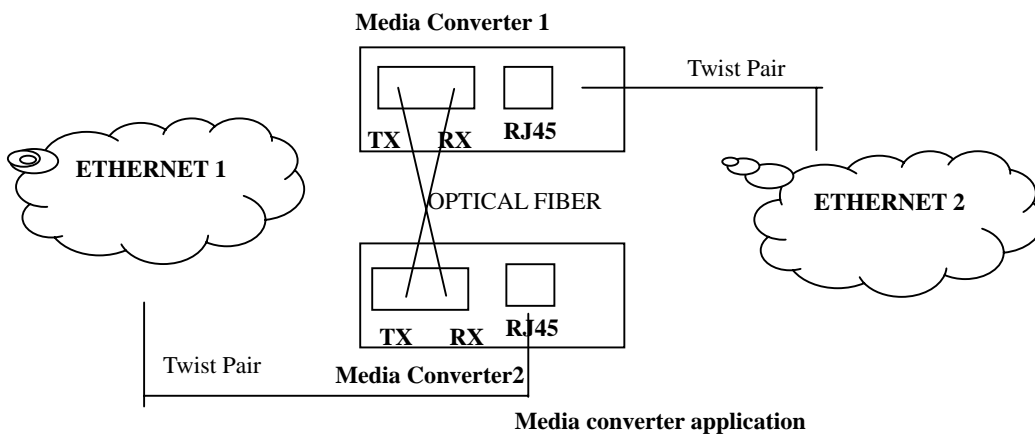 Media Converter 1
Twist Pair
TX RX RJ45
ETHERNET 1
OPTICAL FIBER
ETHERNET 2
TX RX RJ45
Twist Pair
Media Converter2
Media converter application